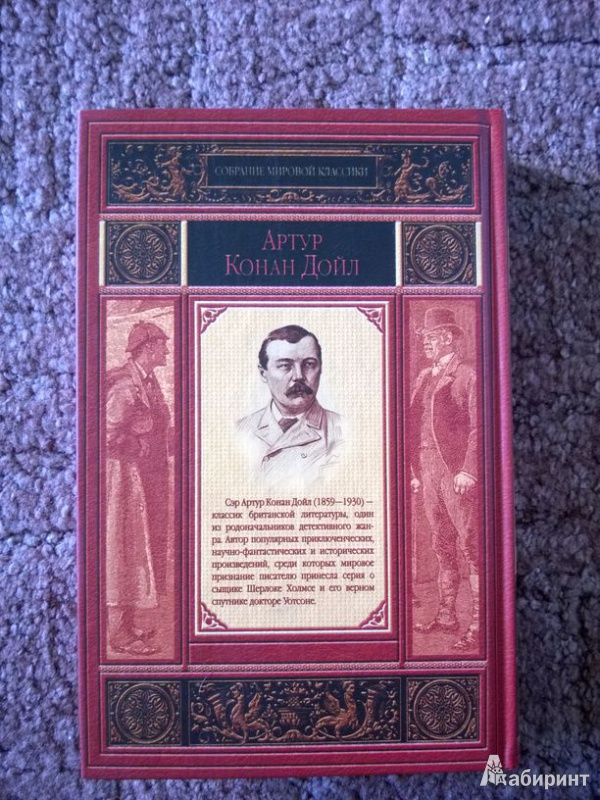 СОБРАНИЕ МИРОВОЙ КЛАССИКИ
АРТУР
КОНАН ДОЙЛ
Сэр Артур Конан Дойл (1859—1930) —
классик британской литературы, один
из родоначальников детективного жан-
ра. Автор популярных приключенческих,
научно-фантастических и исторических
произведений, среди которых мировое
признание писателю принесла серия о
сыщике Шерлоке Холмсе и его верном
спутнике докторе Уотсоне.
Лабиринт